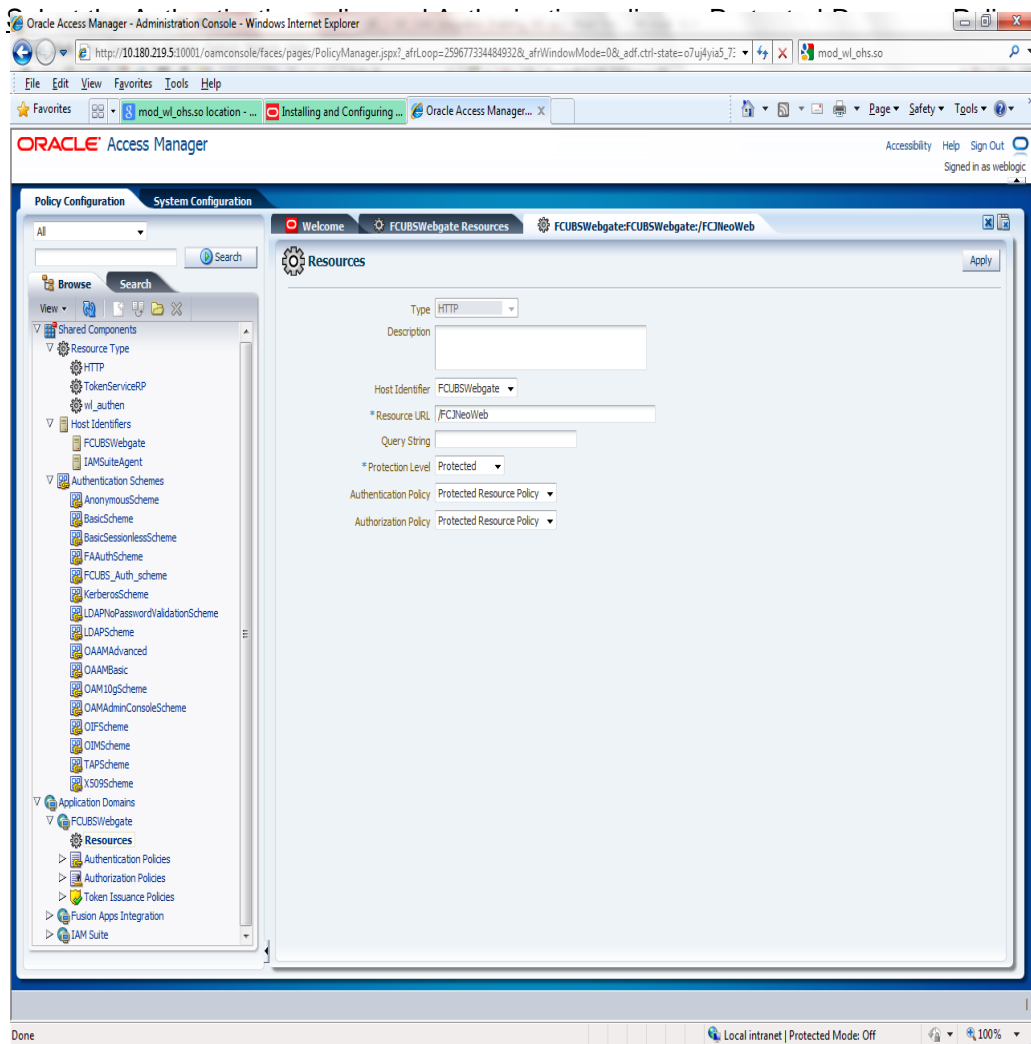 Oracle Access Manager - Administration Console - Windows Internet Explorer
http://10.180.219.5:10001/oamconsole/faces/pages/PolicyManager.jspx?_afrLoop=259677334484932&_afrWindowMode=0&_adf.ctrl-state=o7uj4yia5_73
mod_wl_ohs.so
File Edit View Favorites Tools Help
Favorites
mod_wl_ohs.so location - ...
Installing and Configuring ...
Oracle Access Manager... X
Page Safety Tools
ORACLE Access Manager
Accessibility Help Sign Out
Signed in as weblogic
Policy Configuration System Configuration
All
Search
Browse Search
View
Shared Components
Resource Type
HTTP
TokenServiceRP
wl_authen
Host Identifiers
FCUBSWebgate
IAMSuiteAgent
Authentication Schemes
AnonymousScheme
BasicScheme
BasicSessionlessScheme
FAAuthScheme
FCUBS_Auth_scheme
KerberosScheme
LDAPNoPasswordValidationScheme
LDAPScheme
OAAMAdvanced
OAAMBasic
OAM10gScheme
OAMAdminConsoleScheme
OIFScheme
OIMScheme
TAPScheme
X509Scheme
Application Domains
FCUBSWebgate
Resources
Authentication Policies
Authorization Policies
Token Issuance Policies
Fusion Apps Integration
IAM Suite
Welcome FCUBSWebgate Resources FCUBSWebgate:FCUBSWebgate:/FCJNeoWeb
Resources
Apply
Type HTTP
Description
Host Identifier FCUBSWebgate
* Resource URL /FCJNeoWeb
Query String
* Protection Level Protected
Authentication Policy Protected Resource Policy
Authorization Policy Protected Resource Policy
Done
Local intranet | Protected Mode: Off
100%